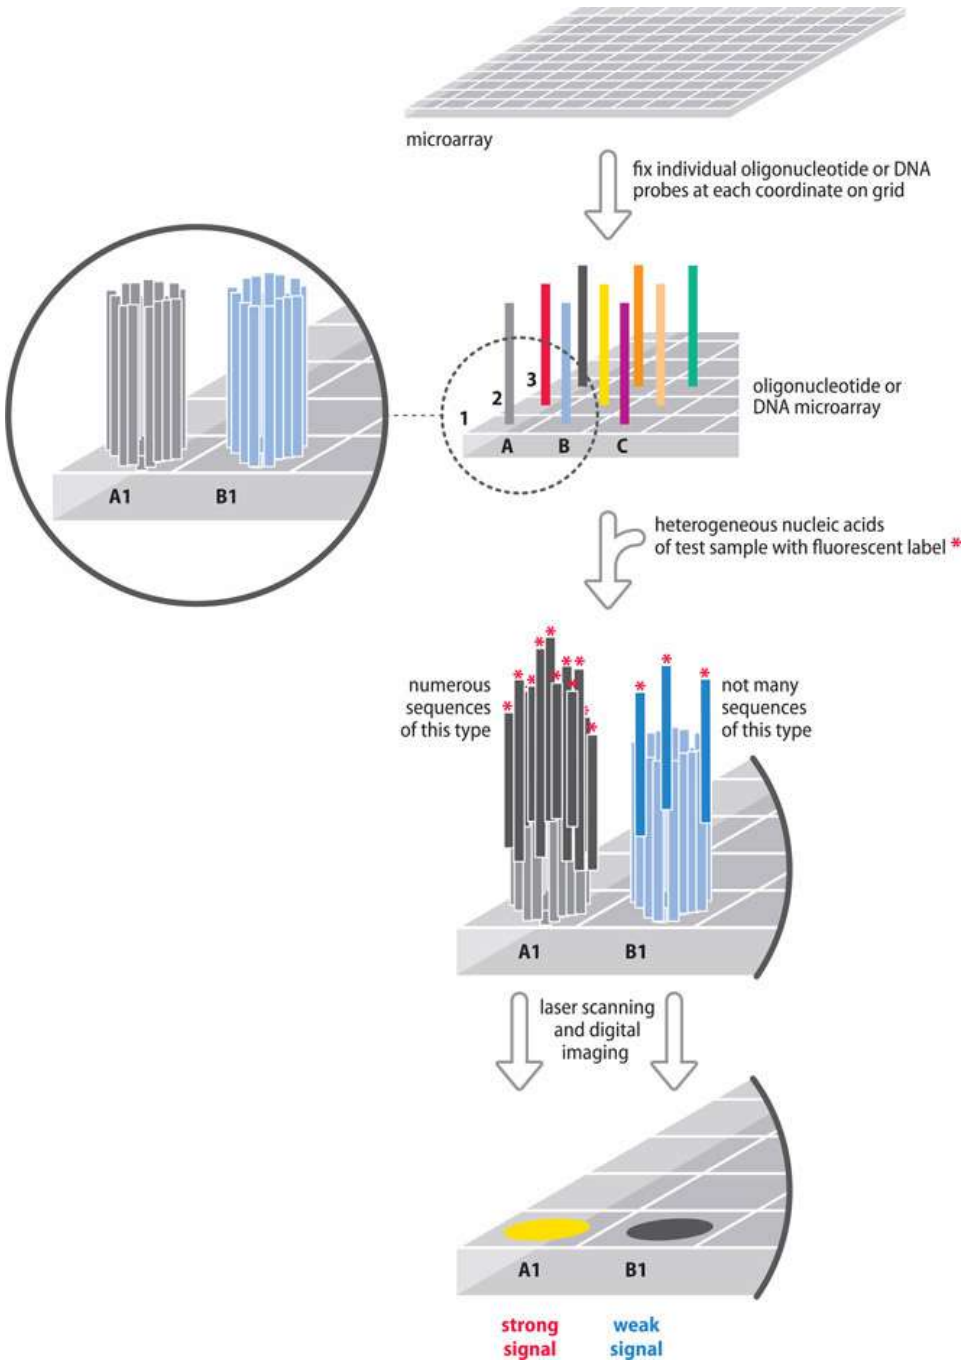 microarray
fix individual oligonucleotide or DNA
probes at each coordinate on grid
A1
B1
1
2
3
A
B
C
oligonucleotide or
DNA microarray
heterogeneous nucleic acids
of test sample with fluorescent label *
numerous
sequences
of this type
not many
sequences
of this type
A1
B1
laser scanning
and digital
imaging
A1
B1
strong
signal
weak
signal